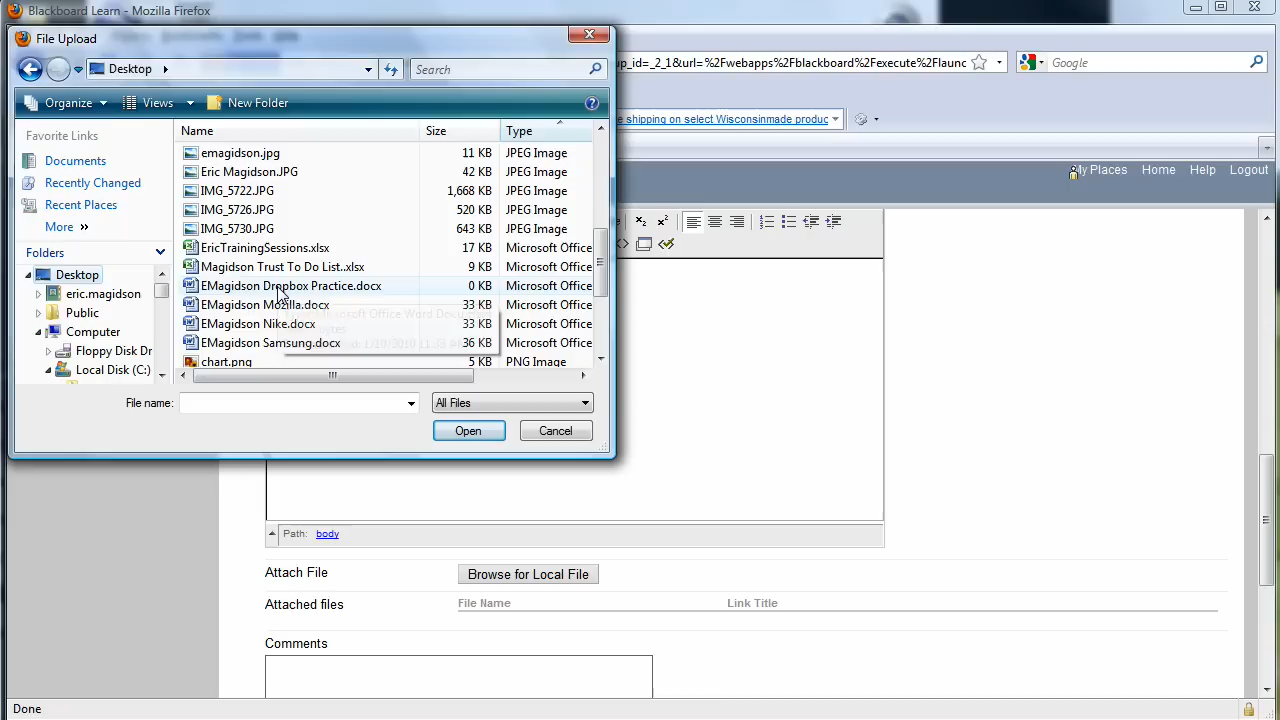 Blackboard Learn - Mozilla Firefox
File Upload
Desktop
Search
up_id=_2_1&url=%2Fwebapps%2Fblackboard%2Fexecute%2Flaunc
Google
Organize
Views
New Folder
e shipping on select Wisconsinmade produc
Favorite Links
Documents
Recently Changed
Recent Places
More »
Folders
Desktop
eric.magidson
Public
Computer
Floppy Disk Dr
Local Disk (C:)
Name Size Type
emagidson.jpg 11 KB JPEG Image
Eric Magidson.JPG 42 KB JPEG Image
IMG_5722.JPG 1,668 KB JPEG Image
IMG_5726.JPG 520 KB JPEG Image
IMG_5730.JPG 643 KB JPEG Image
EricTrainingSessions.xlsx 17 KB Microsoft Office
Magidson Trust To Do List..xlsx 9 KB Microsoft Office
EMagidson Dropbox Practice.docx 0 KB Microsoft Office
EMagidson Mozilla.docx 33 KB Microsoft Office
EMagidson Nike.docx 33 KB Microsoft Office
EMagidson Samsung.docx 36 KB Microsoft Office
chart.png 5 KB PNG Image
File name:
All Files
Open
Cancel
My Places Home Help Logout
Path: body
Attach File
Browse for Local File
Attached files
File Name
Link Title
Comments
Done